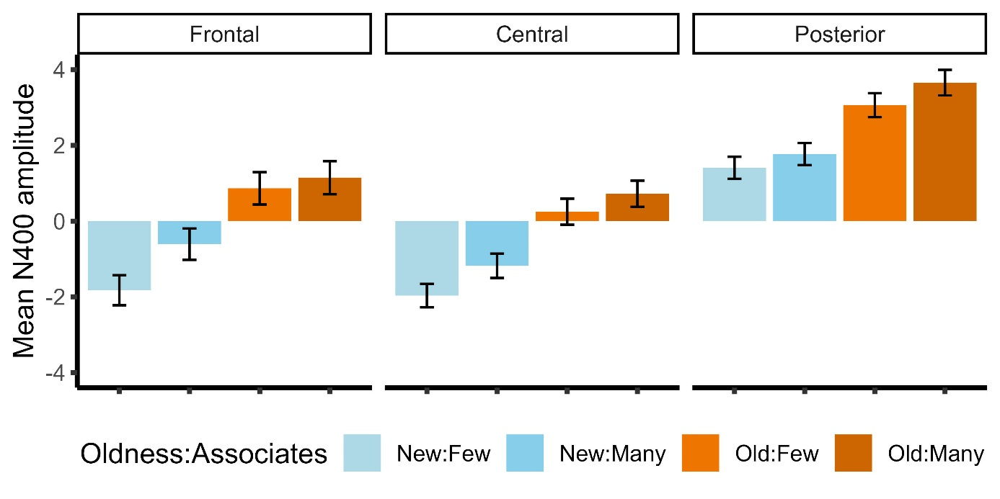 Frontal Central Posterior
Mean N400 amplitude
4
2
0
-2
-4
Oldness:Associates New:Few New:Many Old:Few Old:Many